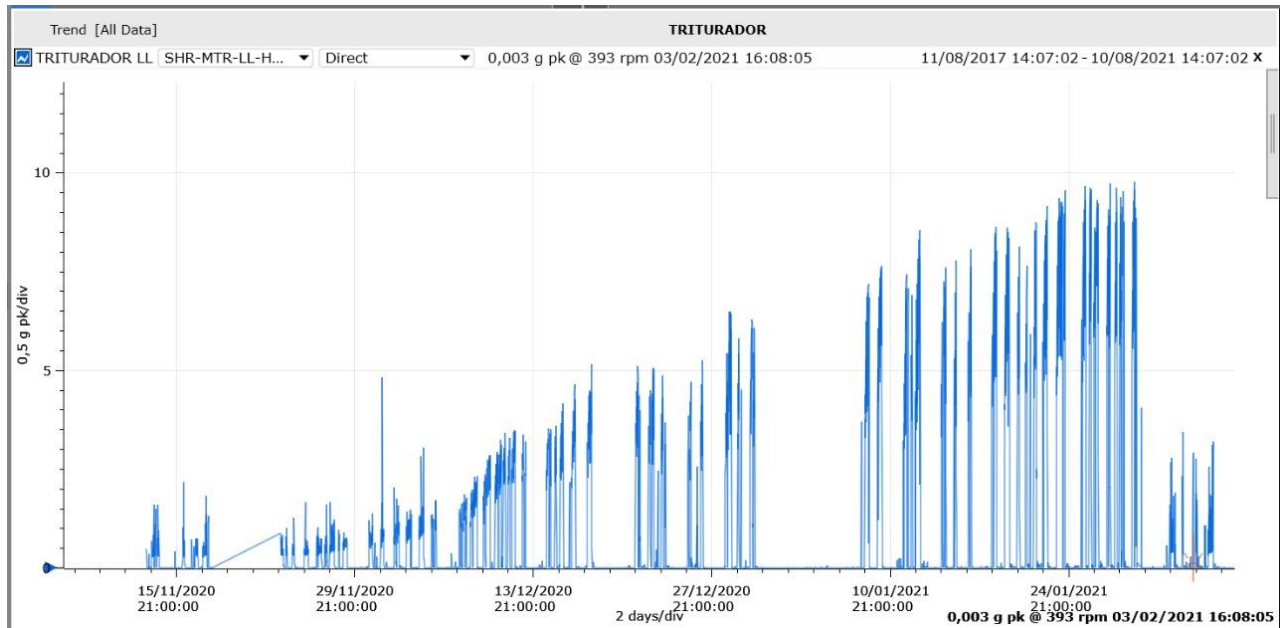 Trend [All Data] TRITURADOR
TRITURADOR LL SHR-MTR-LL-H... Direct 0,003 g pk @ 393 rpm 03/02/2021 16:08:05 11/08/2017 14:07:02 - 10/08/2021 14:07:02 X
10
5
0
0,5 g pk/div
15/11/2020 29/11/2020 13/12/2020 27/12/2020 10/01/2021 24/01/2021
21:00:00 21:00:00 21:00:00 21:00:00 21:00:00 21:00:00
2 days/div
0,003 g pk @ 393 rpm 03/02/2021 16:08:05